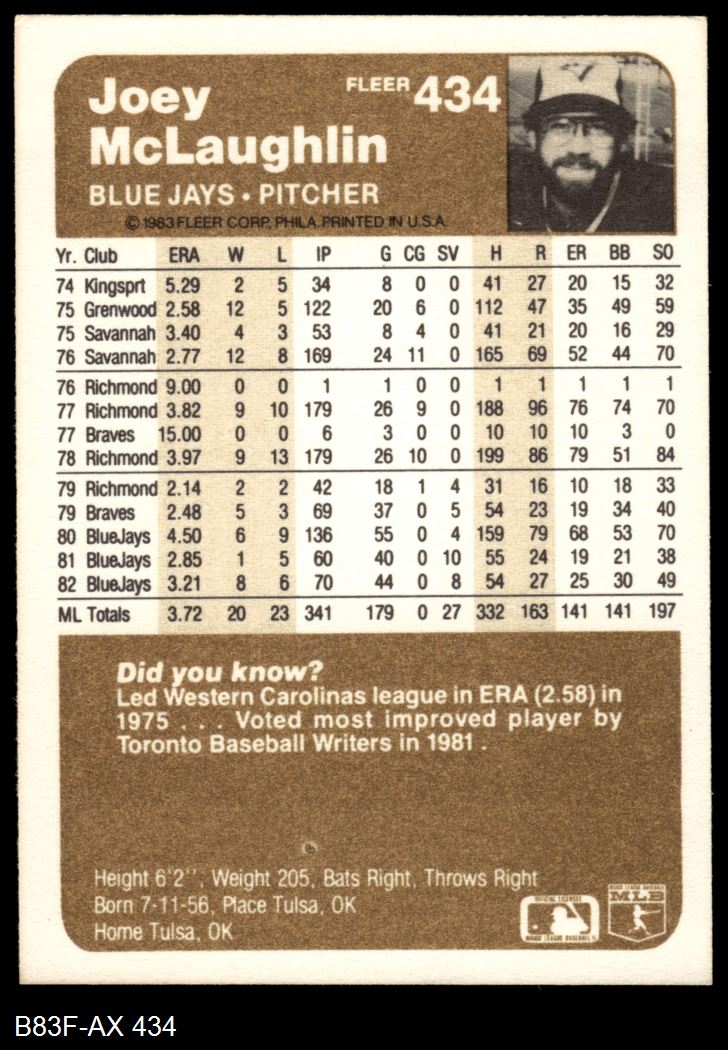 Joey
McLaughlin
FLEER 434
BLUE JAYS • PITCHER
© 1983 FLEER CORP., PHILA. PRINTED IN U.S.A.
Yr. Club ERA W L IP G CG SV H R ER BB SO
74 Kingsprt 5.29 2 5 34 8 0 0 41 27 20 15 32
75 Grenwood 2.58 12 5 122 20 6 0 112 47 35 49 59
75 Savannah 3.40 4 3 53 8 4 0 41 21 20 16 29
76 Savannah 2.77 12 8 169 24 11 0 165 69 52 44 70
76 Richmond 9.00 0 0 1 1 0 0 1 1 1 1 1
77 Richmond 3.82 9 10 179 26 9 0 188 96 76 74 70
77 Braves 15.00 0 0 6 3 0 0 10 10 10 3 0
78 Richmond 3.97 9 13 179 26 10 0 199 86 79 51 84
79 Richmond 2.14 2 2 42 18 1 4 31 16 10 18 33
79 Braves 2.48 5 3 69 37 0 5 54 23 19 34 40
80 BlueJays 4.50 6 9 136 55 0 4 159 79 68 53 70
81 BlueJays 2.85 1 5 60 40 0 10 55 24 19 21 38
82 BlueJays 3.21 8 6 70 44 0 8 54 27 25 30 49
ML Totals 3.72 20 23 341 179 0 27 332 163 141 141 197
Did you know?
Led Western Carolinas league in ERA (2.58) in
1975 . . . Voted most improved player by
Toronto Baseball Writers in 1981 .
Height 6'2'', Weight 205, Bats Right, Throws Right
Born 7-11-56, Place Tulsa, OK
Home Tulsa, OK
OFFICIAL LICENSEE
MAJOR LEAGUE BASEBALL
MAJOR LEAGUE BASEBALL
MLB
B83F-AX 434